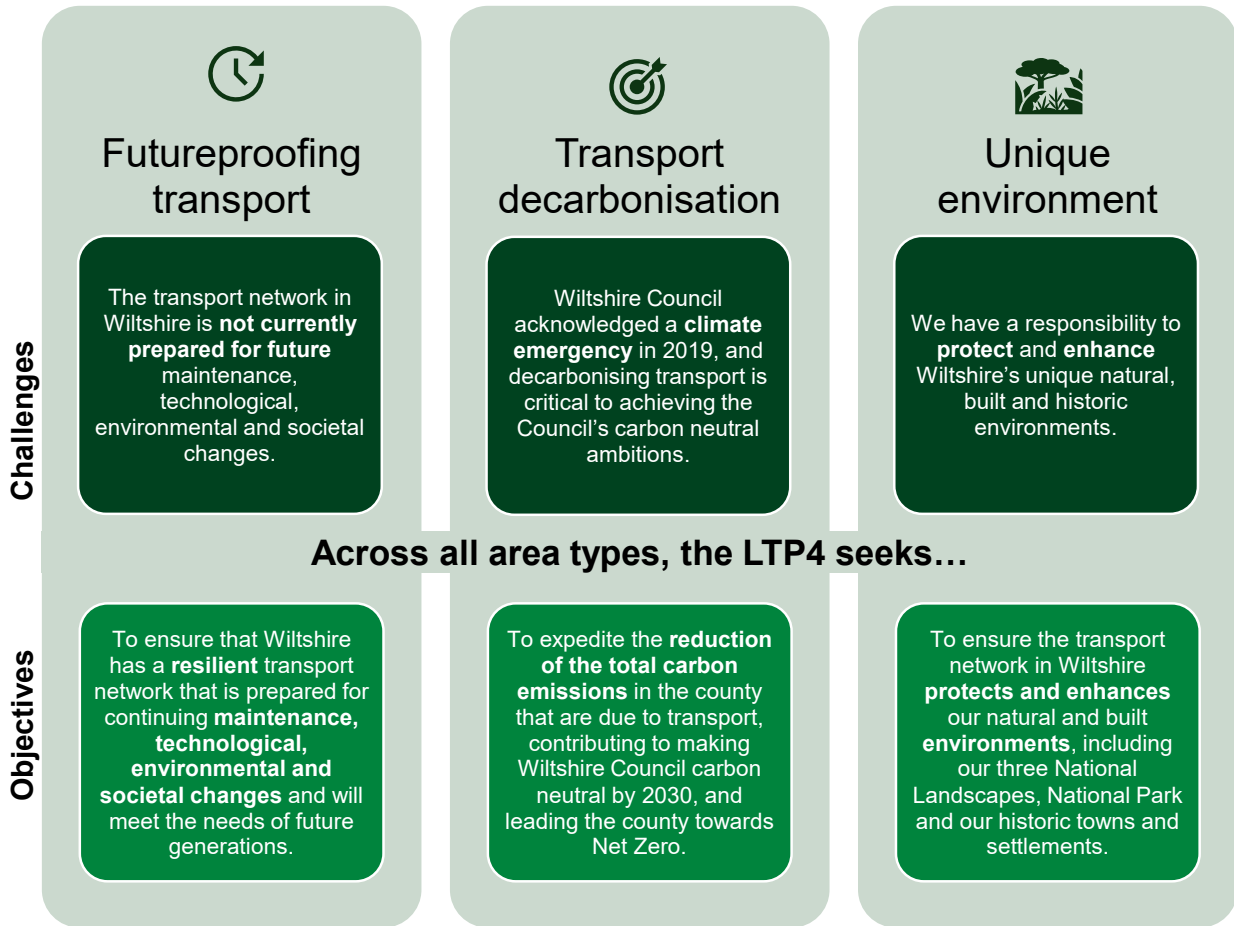 Futureproofing
transport
Transport
decarbonisation
Unique
environment
Challenges
The transport network in
Wiltshire is not currently
prepared for future
maintenance,
technological,
environmental and societal
changes.
Wiltshire Council
acknowledged a climate
emergency in 2019, and
decarbonising transport is
critical to achieving the
Council’s carbon neutral
ambitions.
We have a responsibility to
protect and enhance
Wiltshire’s unique natural,
built and historic
environments.
Across all area types, the LTP4 seeks…
Objectives
To ensure that Wiltshire
has a resilient transport
network that is prepared for
continuing maintenance,
technological,
environmental and
societal changes and will
meet the needs of future
generations.
To expedite the reduction
of the total carbon
emissions in the county
that are due to transport,
contributing to making
Wiltshire Council carbon
neutral by 2030, and
leading the county towards
Net Zero.
To ensure the transport
network in Wiltshire
protects and enhances
our natural and built
environments, including
our three National
Landscapes, National Park
and our historic towns and
settlements.